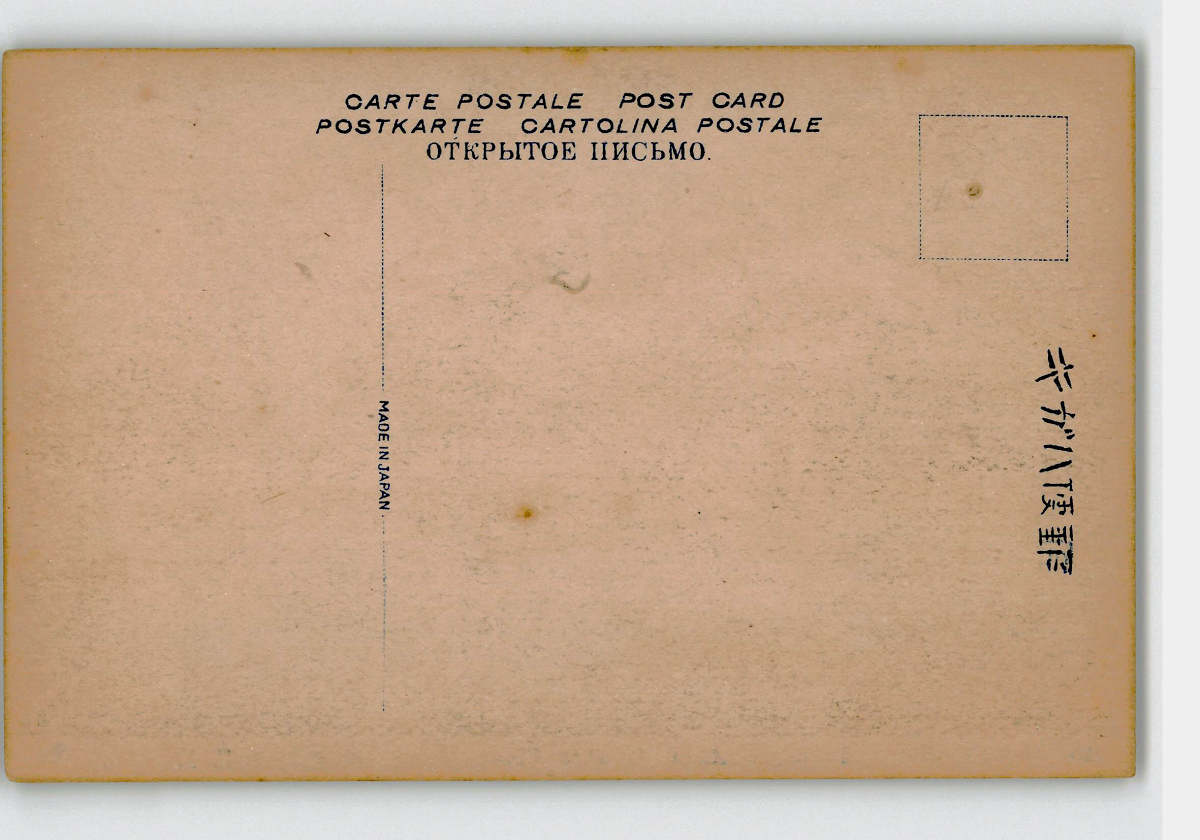 CARTE POSTALE POST CARD
POSTKARTE CARTOLINA POSTALE
ОТКРЫТОЕ ПИСЬМО.
MADE IN JAPAN
郵便ハガキ